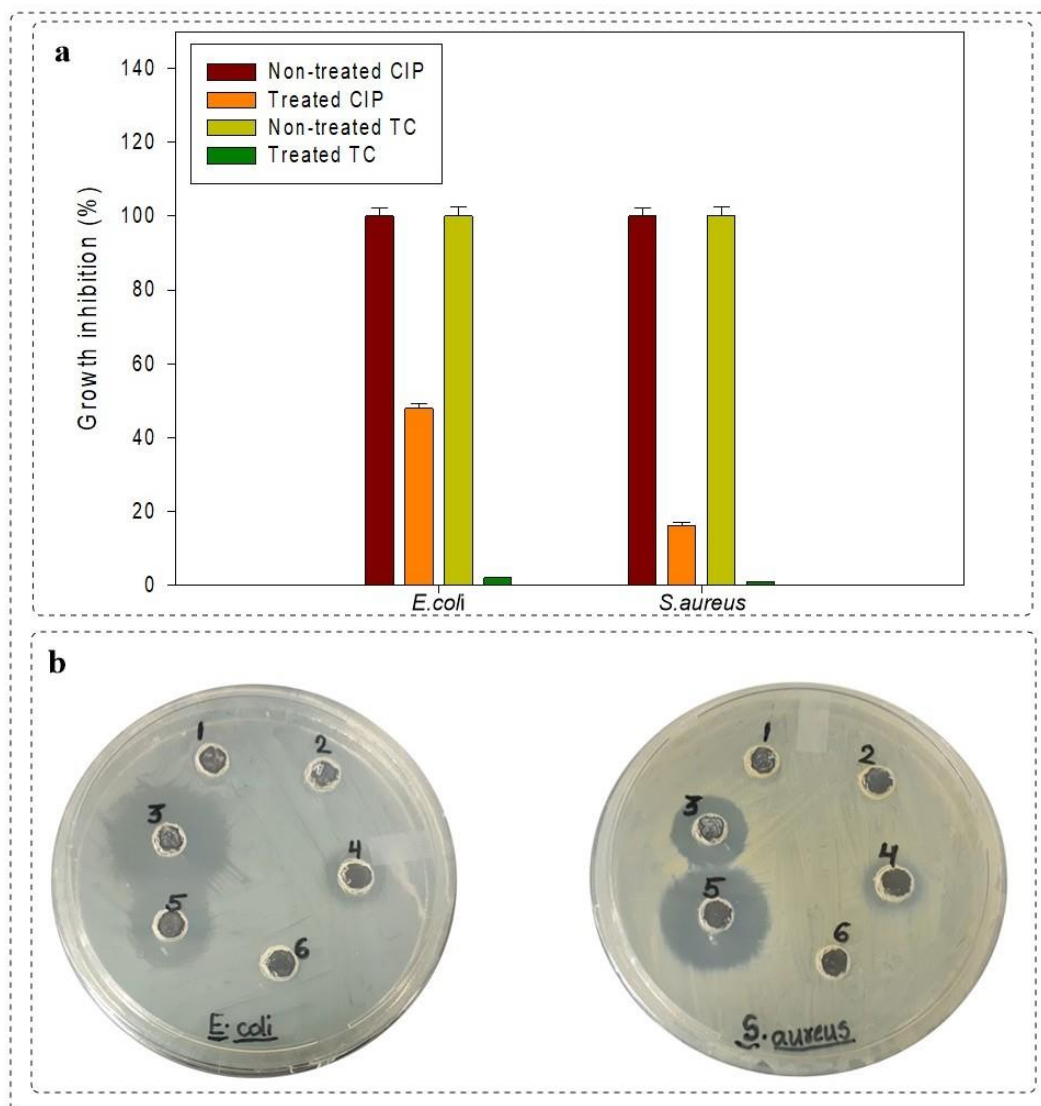 a
140
120
100
80
60
40
20
0
Growth inhibition (%)
Non-treated CIP
Treated CIP
Non-treated TC
Treated TC
E.coli
S.aureus
b
1
2
3
4
5
6
E. coli
1
2
3
4
5
6
S. aureus